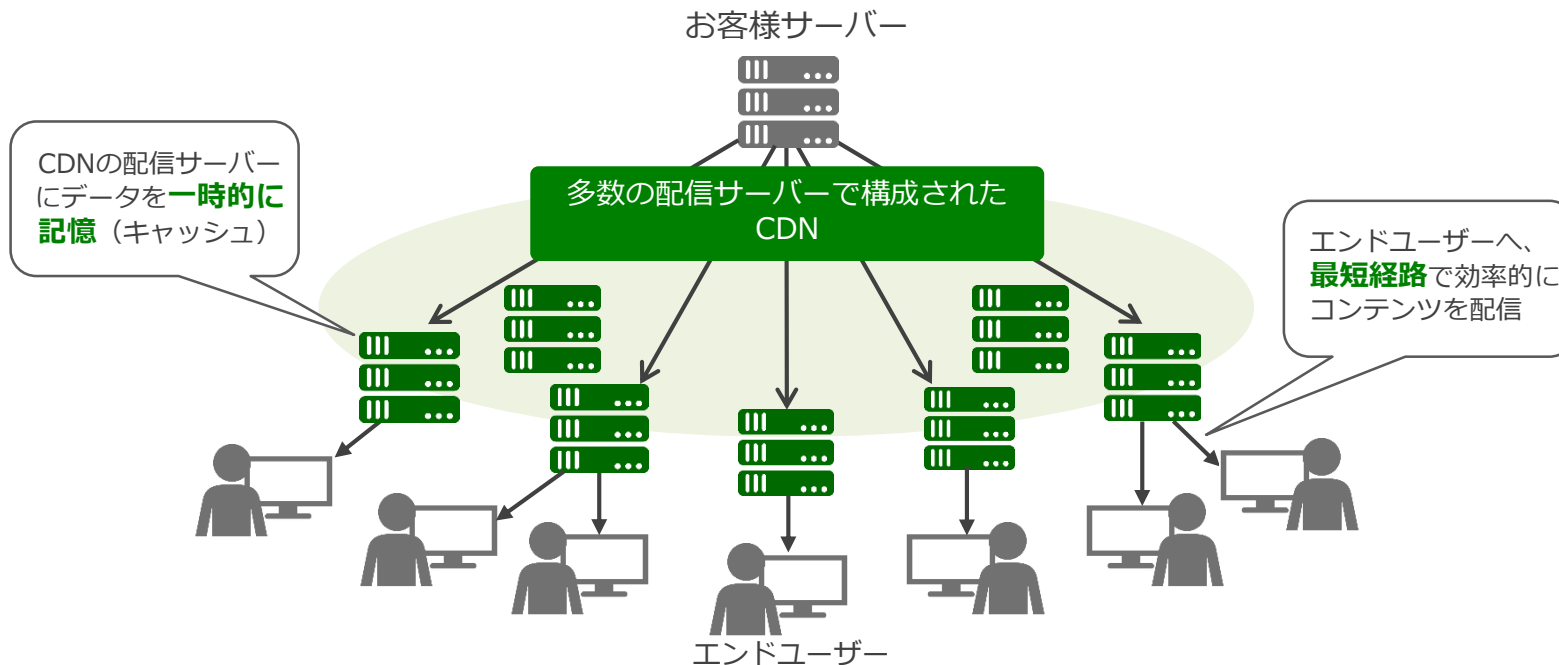 お客様サーバー
CDNの配信サーバー
にデータを一時的に
記憶（キャッシュ）
多数の配信サーバーで構成された
CDN
エンドユーザーへ、
最短経路で効率的に
コンテンツを配信
エンドユーザー